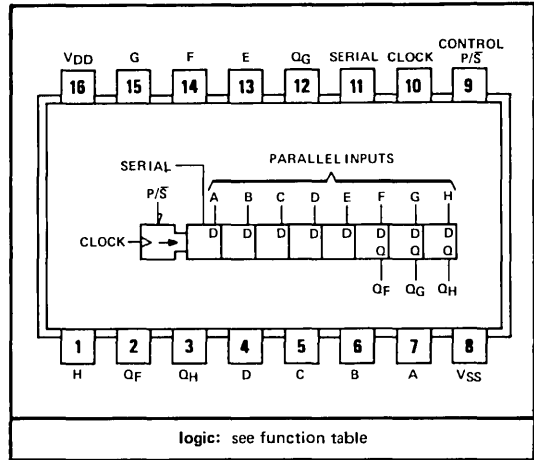 CONTROL
VDD G F E QG SERIAL CLOCK P/S̅
16 15 14 13 12 11 10 9
PARALLEL INPUTS
SERIAL
P/S̅
A B C D E F G H
CLOCK
D D D D D D D D
Q Q Q
QF QG QH
1 2 3 4 5 6 7 8
H QF QH D C B A VSS
logic: see function table